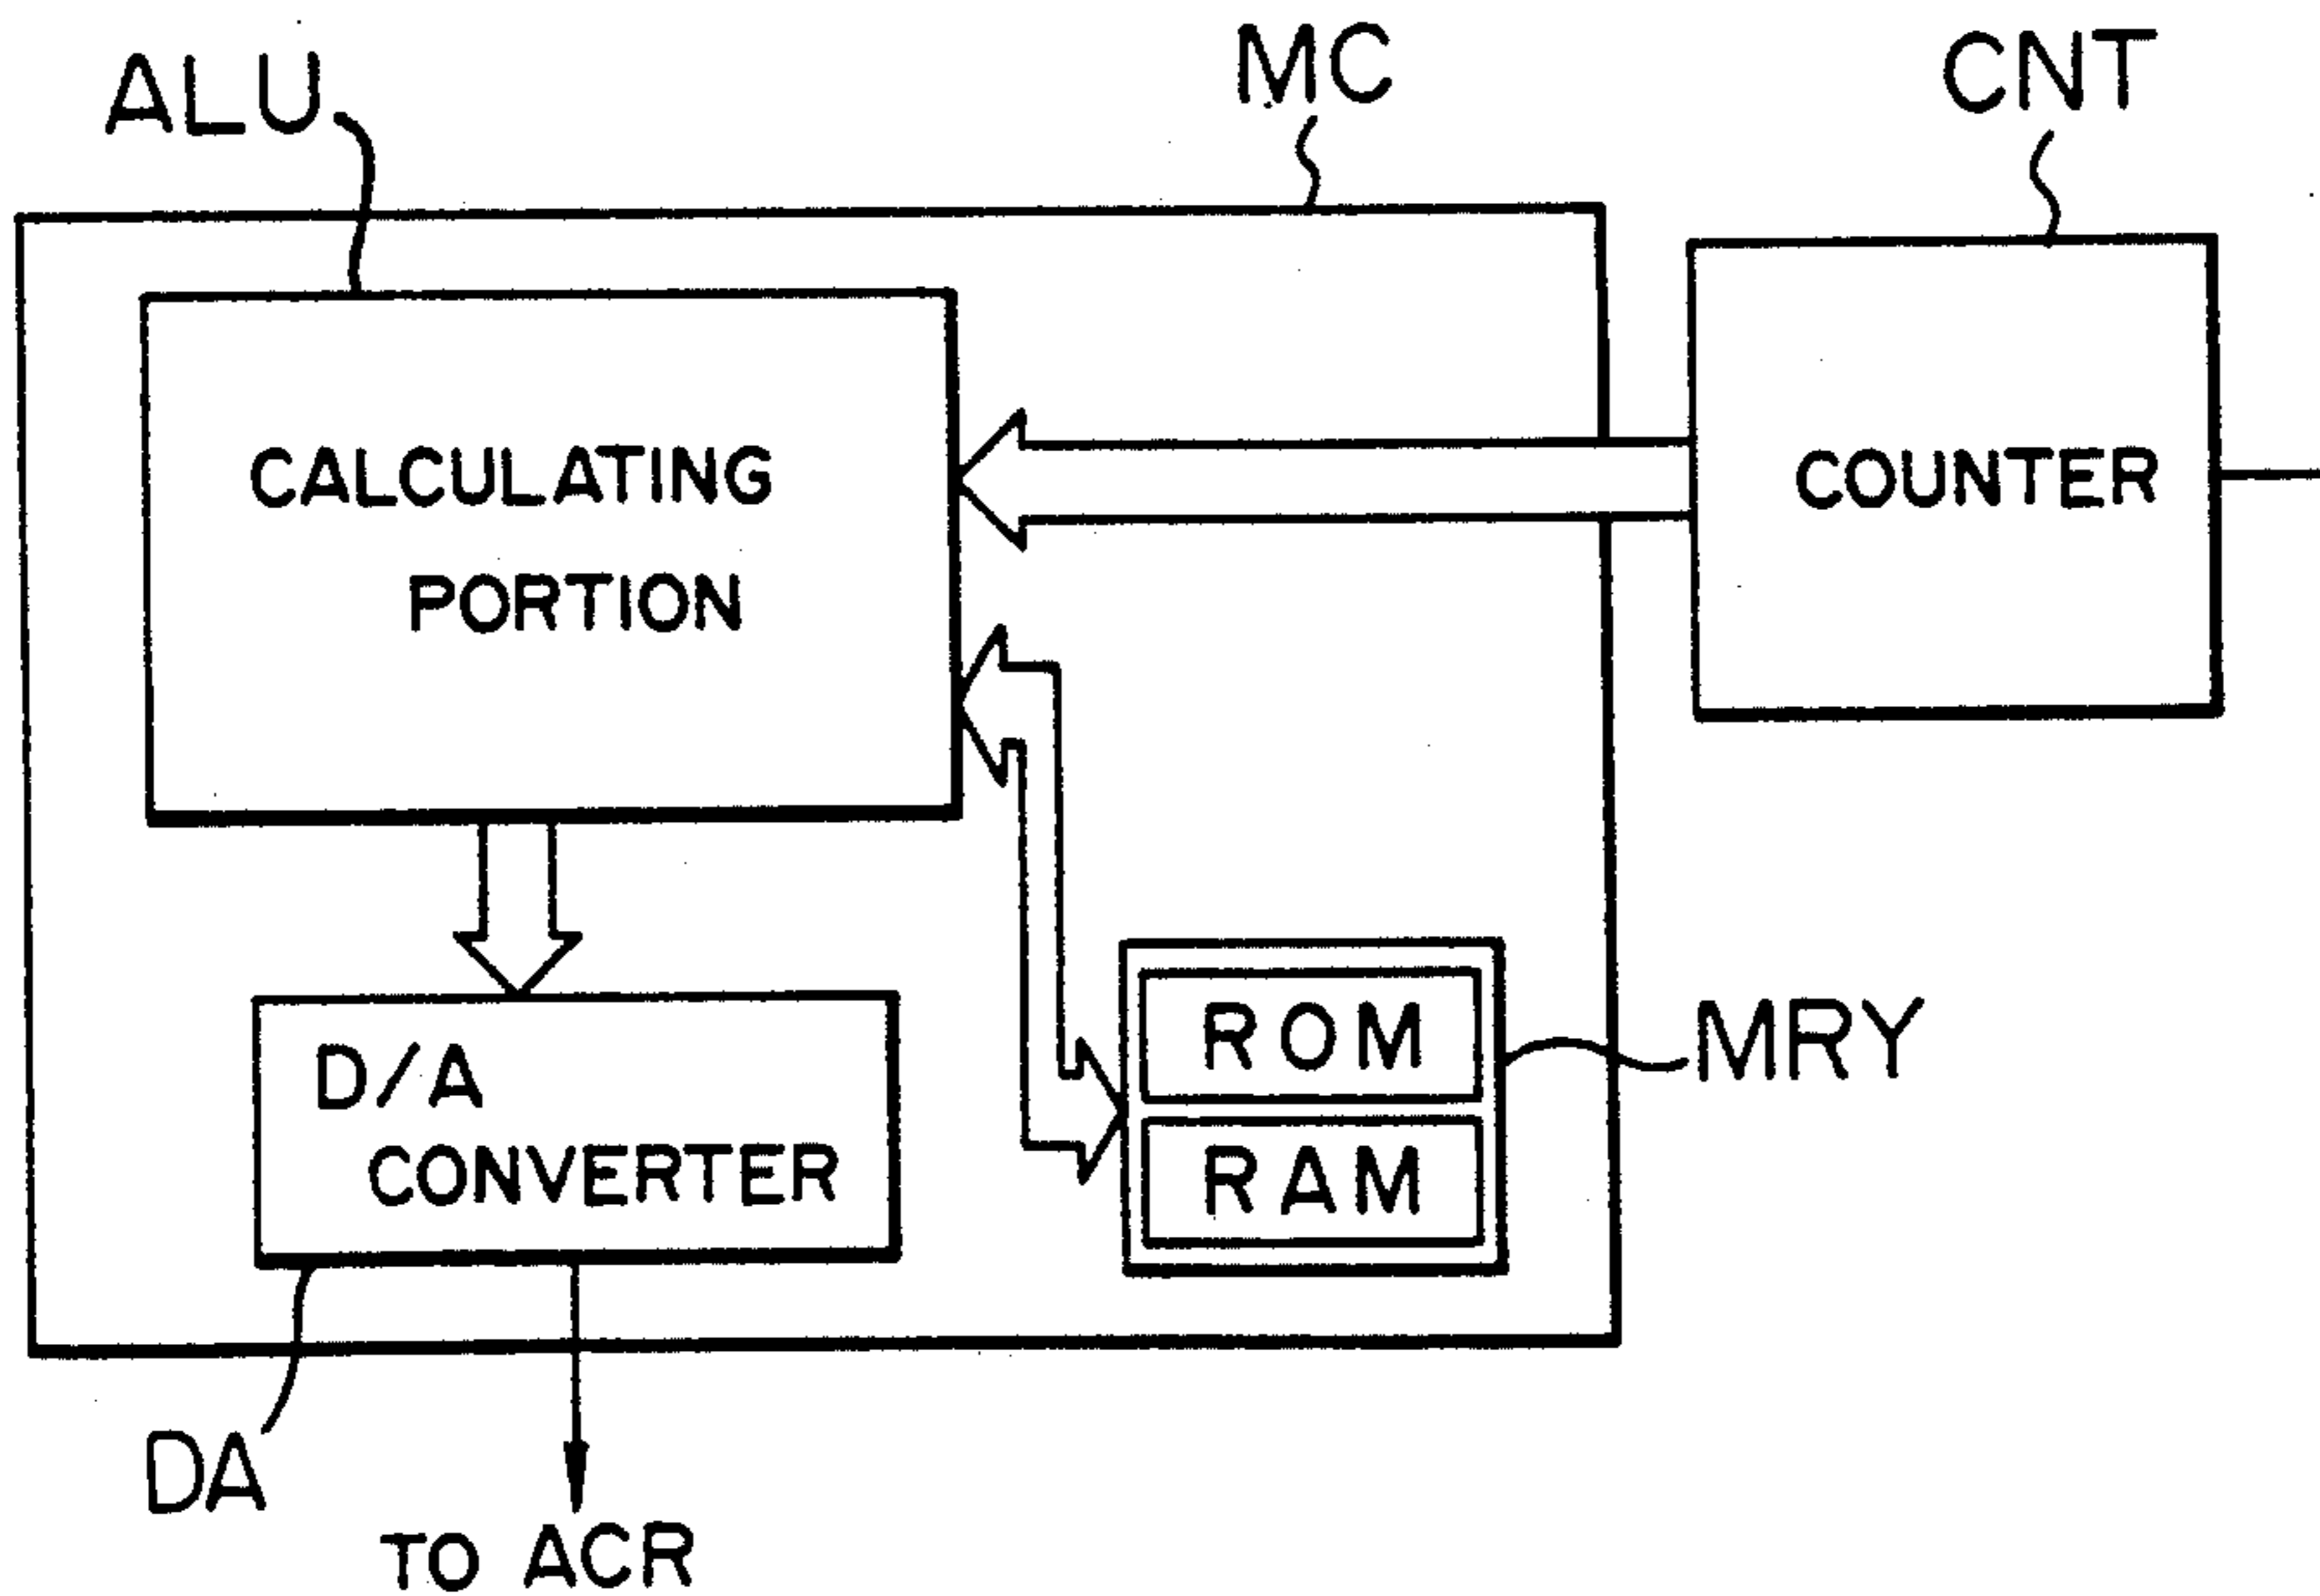 ALU
MC
CNT
CALCULATING
PORTION
COUNTER
D/A
CONVERTER
ROM
RAM
MRY
DA
TO ACR